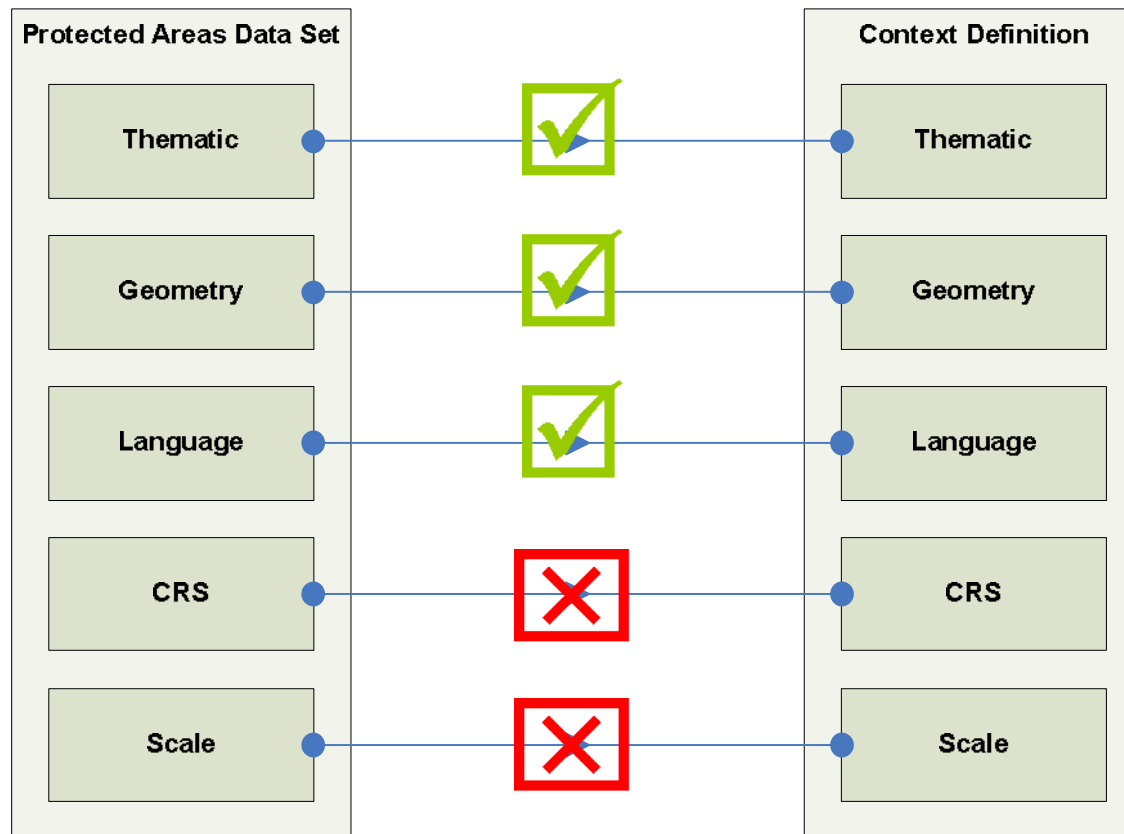 Protected Areas Data Set
Context Definition
Thematic
Thematic
Geometry
Geometry
Language
Language
CRS
CRS
Scale
Scale